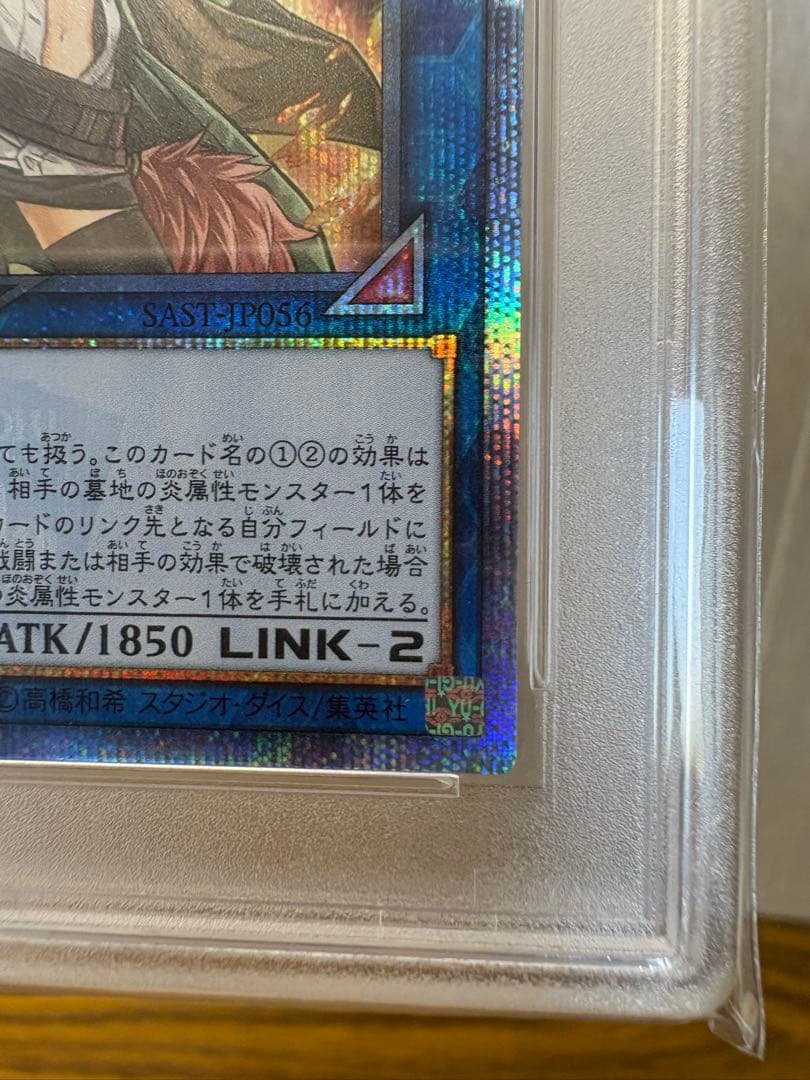 SAST-JP056
ても扱う。このカード名の①②の効果は
相手の墓地の炎属性モンスター1体を
カードのリンク先となる自分フィールドに
戦闘または相手の効果で破壊された場合
炎属性モンスター1体を手札に加える。
ATK/1850 LINK-2
©高橋和希 スタジオ・ダイス/集英社